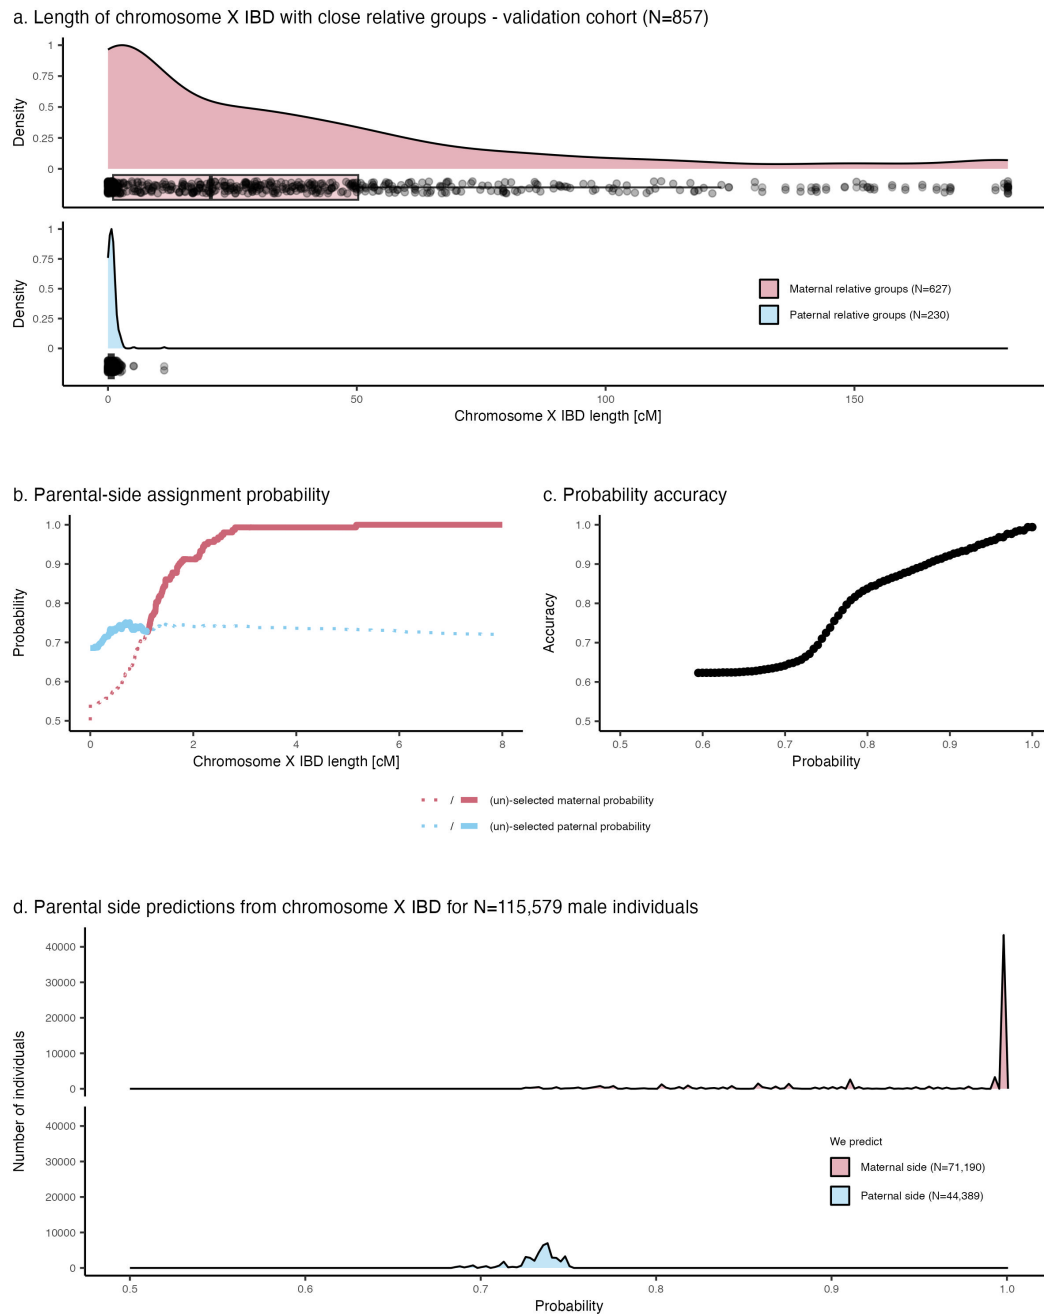 a. Length of chromosome X IBD with close relative groups - validation cohort (N=857)
1
0.75
0.5
0.25
0
Density
1
0.75
0.5
0.25
0
Density
Maternal relative groups (N=627)
Paternal relative groups (N=230)
0 50 100 150
Chromosome X IBD length [cM]
b. Parental-side assignment probability
1.0
0.9
0.8
0.7
0.6
0.5
Probability
0 2 4 6 8
Chromosome X IBD length [cM]
c. Probability accuracy
1.0
0.9
0.8
0.7
0.6
0.5
Accuracy
0.5 0.6 0.7 0.8 0.9 1.0
Probability
/ (un)-selected maternal probability
/ (un)-selected paternal probability
d. Parental side predictions from chromosome X IBD for N=115,579 male individuals
40000
30000
20000
10000
0
Number of individuals
40000
30000
20000
10000
0
We predict
Maternal side (N=71,190)
Paternal side (N=44,389)
0.5 0.6 0.7 0.8 0.9 1.0
Probability